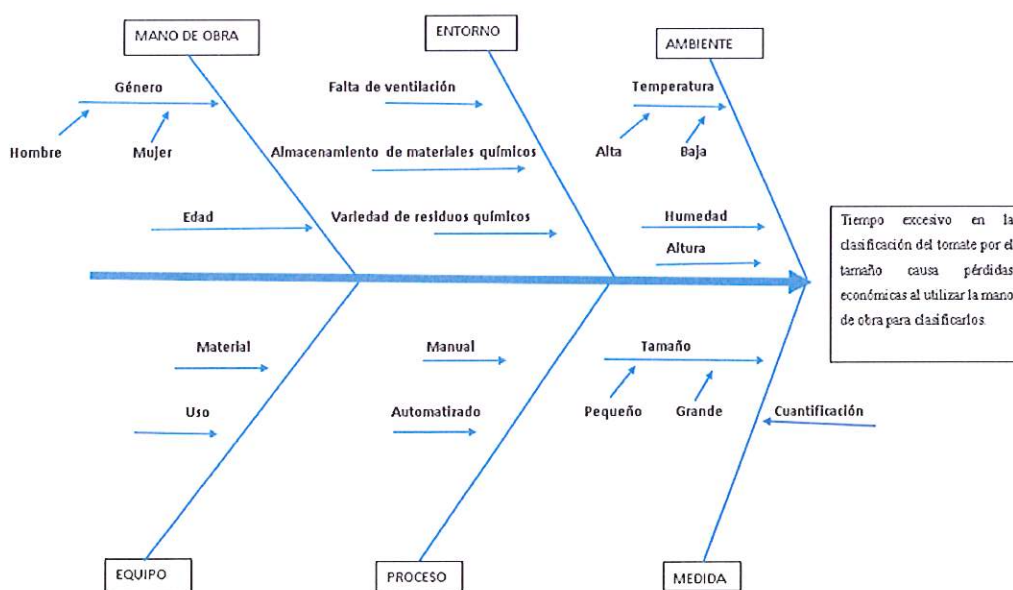 MANO DE OBRA
ENTORNO
AMBIENTE
Género
Hombre
Mujer
Edad
Falta de ventilación
Almacenamiento de materiales químicos
Variedad de residuos químicos
Temperatura
Alta
Baja
Humedad
Altura
Tiempo excesivo en la
clasificación del tomate por el
tamaño causa pérdidas
económicas al utilizar la mano
de obra para clasificarlos.
Material
Uso
Manual
Automatizado
Tamaño
Pequeño
Grande
Cuantificación
EQUIPO
PROCESO
MEDIDA